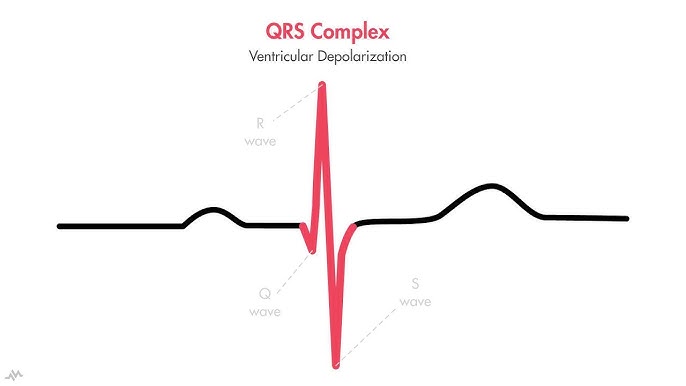 QRS Complex
Ventricular Depolarization
R
wave
Q
wave
S
wave